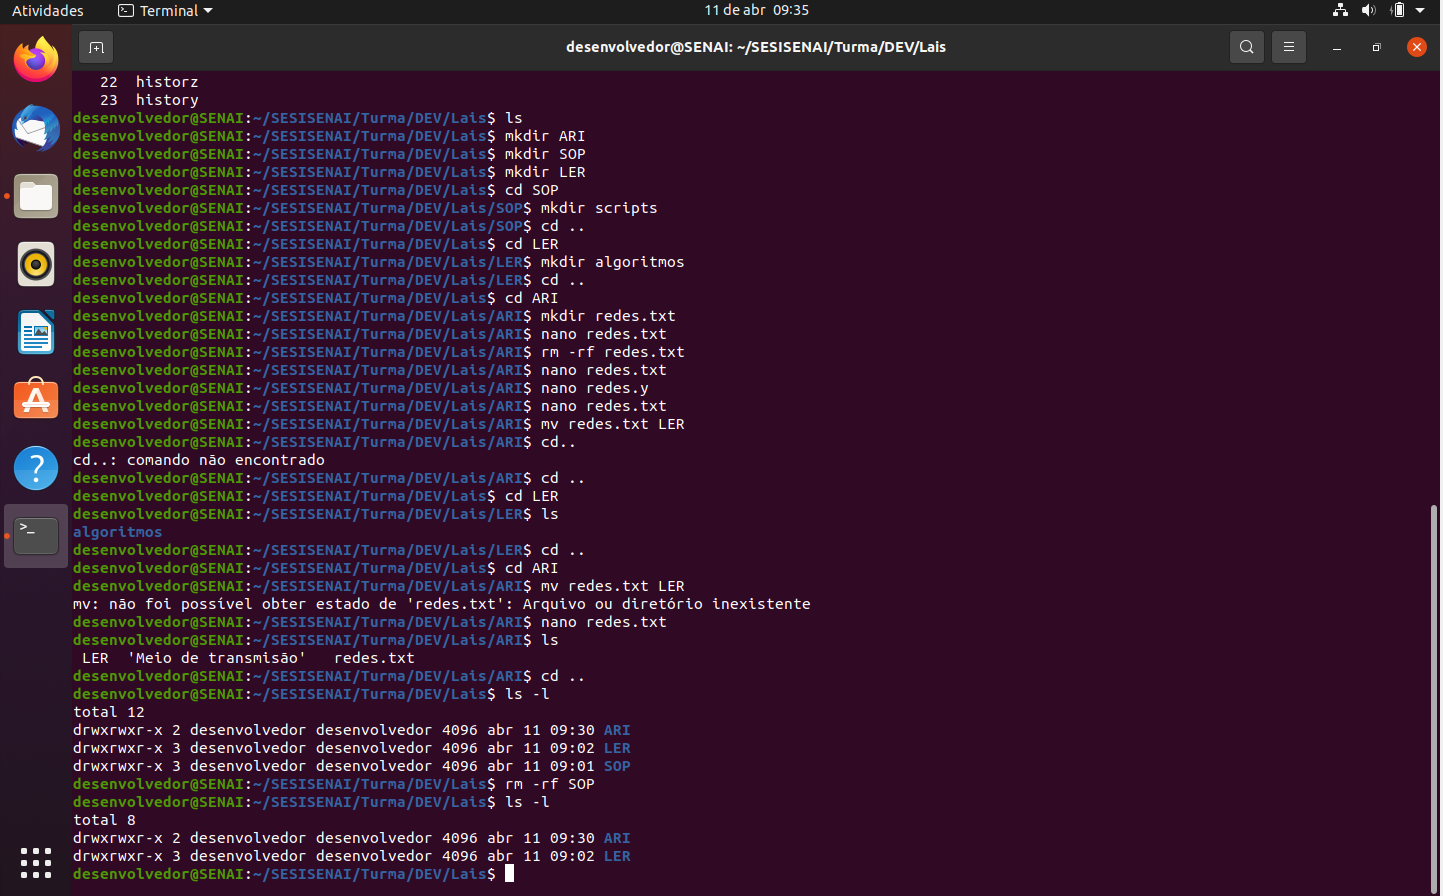 Atividades
Terminal
11 de abr 09:35
desenvolvedor@SENAI: ~/SESISENAI/Turma/DEV/Lais
22 historz
23 history
desenvolvedor@SENAI:~/SESISENAI/Turma/DEV/Lais$ ls
desenvolvedor@SENAI:~/SESISENAI/Turma/DEV/Lais$ mkdir ARI
desenvolvedor@SENAI:~/SESISENAI/Turma/DEV/Lais$ mkdir SOP
desenvolvedor@SENAI:~/SESISENAI/Turma/DEV/Lais$ mkdir LER
desenvolvedor@SENAI:~/SESISENAI/Turma/DEV/Lais$ cd SOP
desenvolvedor@SENAI:~/SESISENAI/Turma/DEV/Lais/SOP$ mkdir scripts
desenvolvedor@SENAI:~/SESISENAI/Turma/DEV/Lais/SOP$ cd ..
desenvolvedor@SENAI:~/SESISENAI/Turma/DEV/Lais$ cd LER
desenvolvedor@SENAI:~/SESISENAI/Turma/DEV/Lais/LER$ mkdir algoritmos
desenvolvedor@SENAI:~/SESISENAI/Turma/DEV/Lais/LER$ cd ..
desenvolvedor@SENAI:~/SESISENAI/Turma/DEV/Lais$ cd ARI
desenvolvedor@SENAI:~/SESISENAI/Turma/DEV/Lais/ARI$ mkdir redes.txt
desenvolvedor@SENAI:~/SESISENAI/Turma/DEV/Lais/ARI$ nano redes.txt
desenvolvedor@SENAI:~/SESISENAI/Turma/DEV/Lais/ARI$ rm -rf redes.txt
desenvolvedor@SENAI:~/SESISENAI/Turma/DEV/Lais/ARI$ nano redes.txt
desenvolvedor@SENAI:~/SESISENAI/Turma/DEV/Lais/ARI$ nano redes.y
desenvolvedor@SENAI:~/SESISENAI/Turma/DEV/Lais/ARI$ nano redes.txt
desenvolvedor@SENAI:~/SESISENAI/Turma/DEV/Lais/ARI$ mv redes.txt LER
desenvolvedor@SENAI:~/SESISENAI/Turma/DEV/Lais/ARI$ cd..
cd..: comando não encontrado
desenvolvedor@SENAI:~/SESISENAI/Turma/DEV/Lais/ARI$ cd ..
desenvolvedor@SENAI:~/SESISENAI/Turma/DEV/Lais$ cd LER
desenvolvedor@SENAI:~/SESISENAI/Turma/DEV/Lais/LER$ ls
algoritmos
desenvolvedor@SENAI:~/SESISENAI/Turma/DEV/Lais/LER$ cd ..
desenvolvedor@SENAI:~/SESISENAI/Turma/DEV/Lais$ cd ARI
desenvolvedor@SENAI:~/SESISENAI/Turma/DEV/Lais/ARI$ mv redes.txt LER
mv: não foi possível obter estado de 'redes.txt': Arquivo ou diretório inexistente
desenvolvedor@SENAI:~/SESISENAI/Turma/DEV/Lais/ARI$ nano redes.txt
desenvolvedor@SENAI:~/SESISENAI/Turma/DEV/Lais/ARI$ ls
LER 'Meio de transmisão' redes.txt
desenvolvedor@SENAI:~/SESISENAI/Turma/DEV/Lais/ARI$ cd ..
desenvolvedor@SENAI:~/SESISENAI/Turma/DEV/Lais$ ls -l
total 12
drwxrwxr-x 2 desenvolvedor desenvolvedor 4096 abr 11 09:30 ARI
drwxrwxr-x 3 desenvolvedor desenvolvedor 4096 abr 11 09:02 LER
drwxrwxr-x 3 desenvolvedor desenvolvedor 4096 abr 11 09:01 SOP
desenvolvedor@SENAI:~/SESISENAI/Turma/DEV/Lais$ rm -rf SOP
desenvolvedor@SENAI:~/SESISENAI/Turma/DEV/Lais$ ls -l
total 8
drwxrwxr-x 2 desenvolvedor desenvolvedor 4096 abr 11 09:30 ARI
drwxrwxr-x 3 desenvolvedor desenvolvedor 4096 abr 11 09:02 LER
desenvolvedor@SENAI:~/SESISENAI/Turma/DEV/Lais$